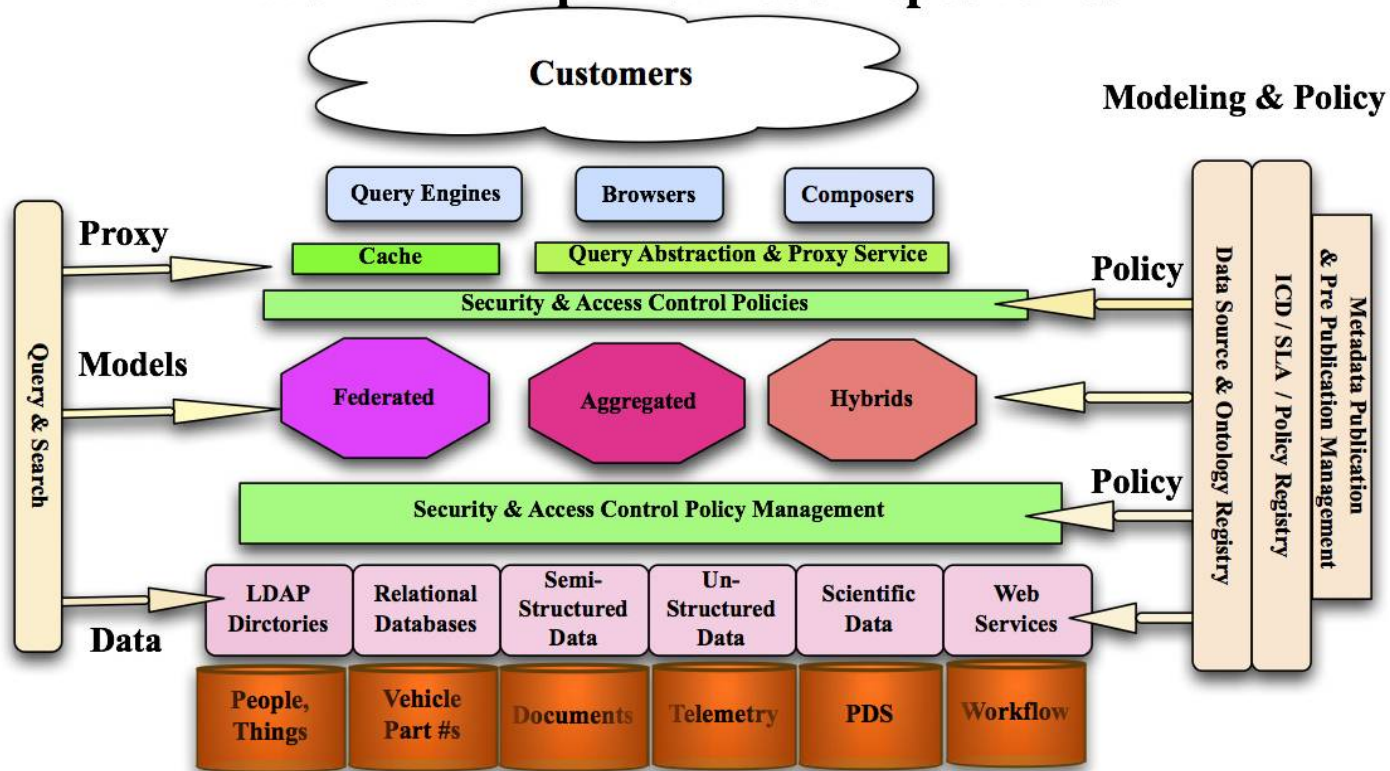 Customers
Modeling & Policy
Query Engines
Browsers
Composers
Proxy
Cache
Query Abstraction & Proxy Service
Policy
Security & Access Control Policies
Models
Federated
Aggregated
Hybrids
Query & Search
Data Source & Ontology Registry
ICD / SLA / Policy Registry
Metadata Publication
& Pre Publication Management
Policy
Security & Access Control Policy Management
Data
LDAP
Dirctories
Relational
Databases
Semi-
Structured
Data
Un-
Structured
Data
Scientific
Data
Web
Services
People,
Things
Vehicle
Part #s
Documents
Telemetry
PDS
Workflow